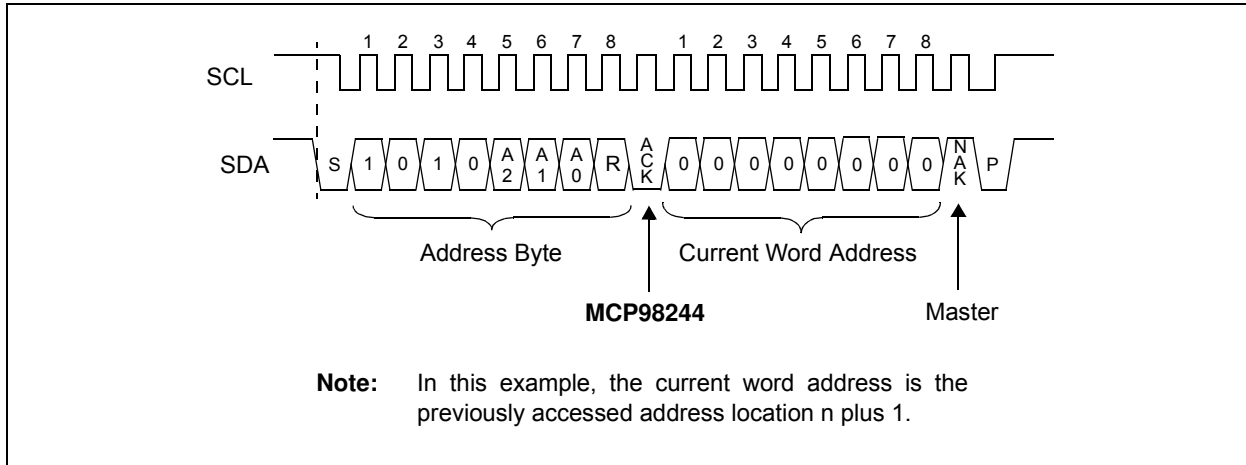 1 2 3 4 5 6 7 8 1 2 3 4 5 6 7 8
SCL
SDA S 1 0 1 0 A2 A1 A0 R ACK 0 0 0 0 0 0 0 0 NAK P
Address Byte Current Word Address
MCP98244 Master
Note: In this example, the current word address is the
previously accessed address location n plus 1.